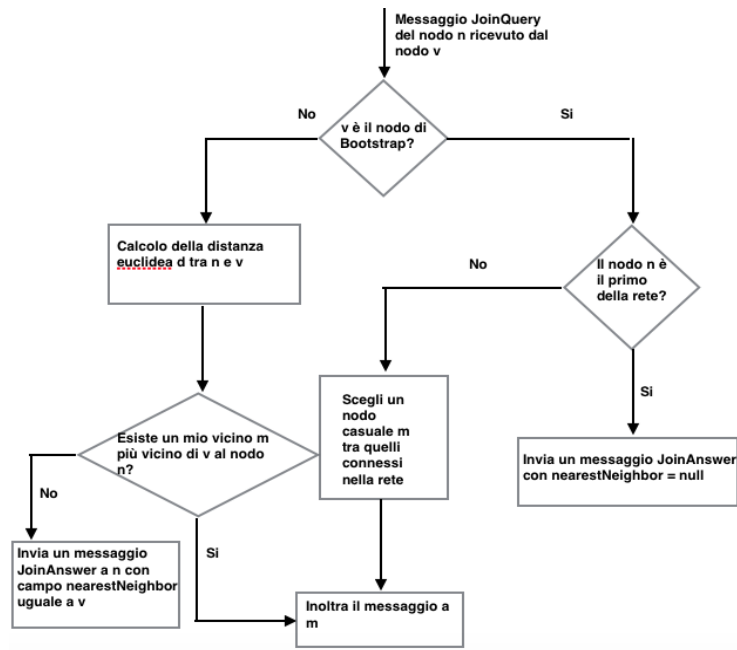 Messaggio JoinQuery
del nodo n ricevuto dal
nodo v
No
v è il nodo di
Bootstrap?
Si
Calcolo della distanza
euclidea d tra n e v
No
Il nodo n è
il primo
della rete?
Scegli un
nodo
casuale m
tra quelli
connessi
nella rete
Si
Esiste un mio vicino m
più vicino di v al nodo
n?
Invia un messaggio JoinAnswer
con nearestNeighbor = null
No
Si
Invia un messaggio
JoinAnswer a n con
campo nearestNeighbor
uguale a v
Inoltra il messaggio a
m